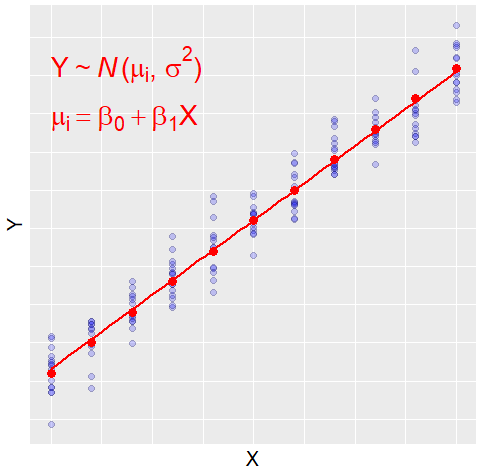 Y ~ N(μᵢ, σ²)
μᵢ = β₀ + β₁X
Y
X